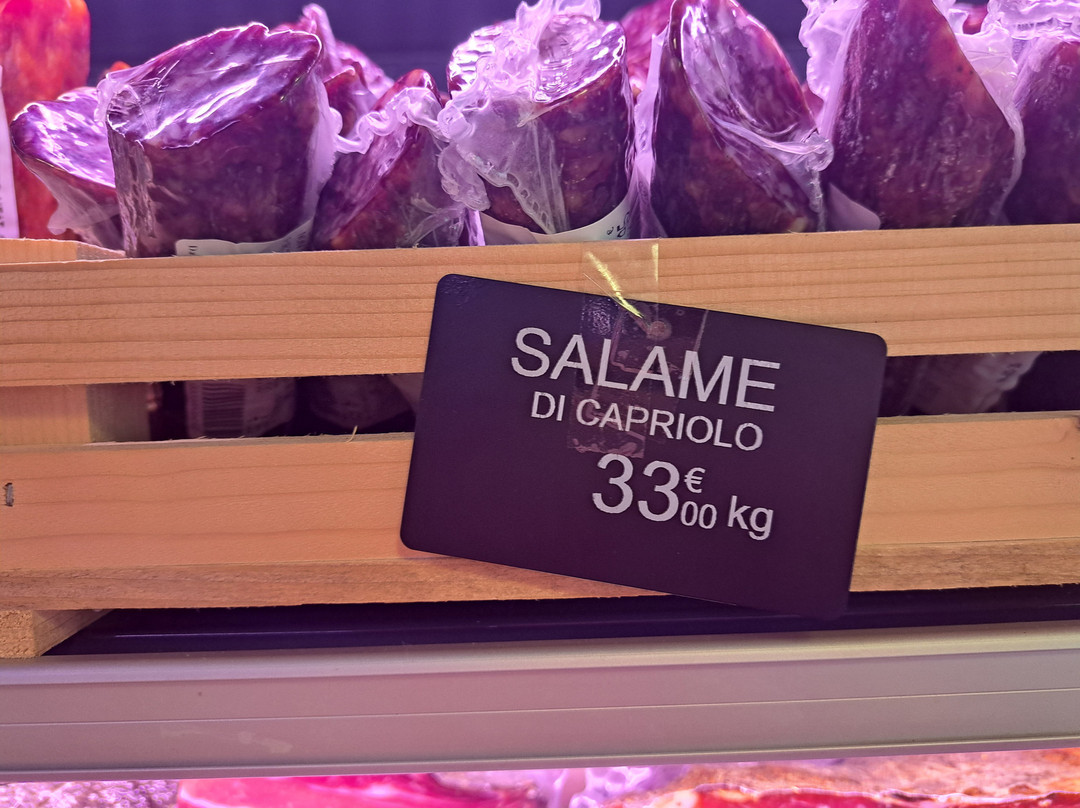 SALAME
DI CAPRIOLO
33€00 kg